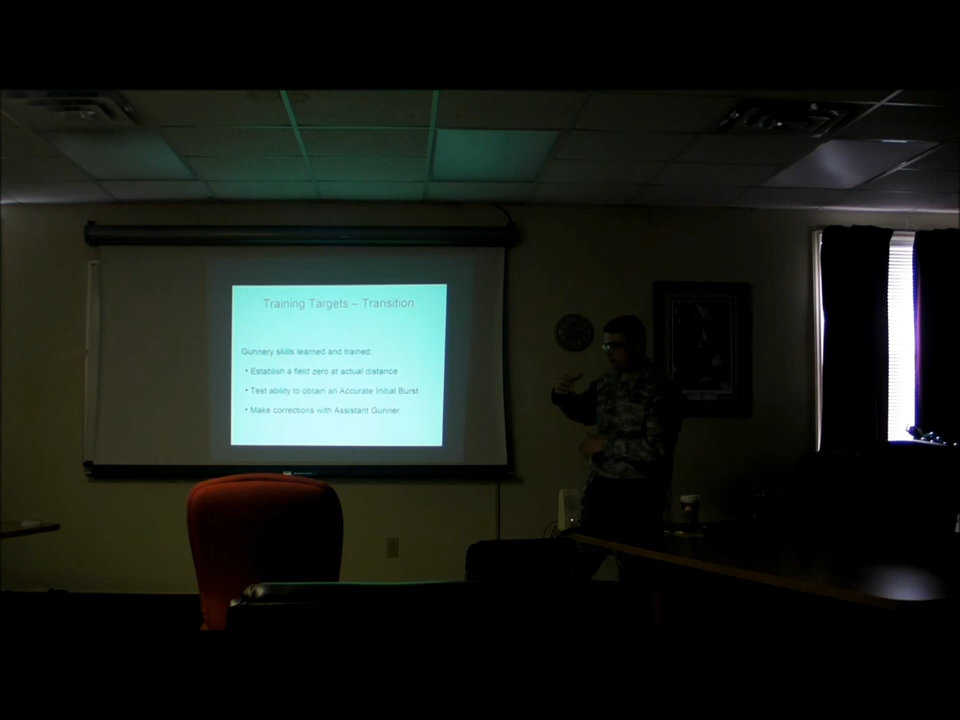 Training Targets – Transition
Gunnery skills learned and trained:
• Establish a field zero at actual distance
• Test ability to obtain an Accurate Initial Burst
• Make corrections with Assistant Gunner